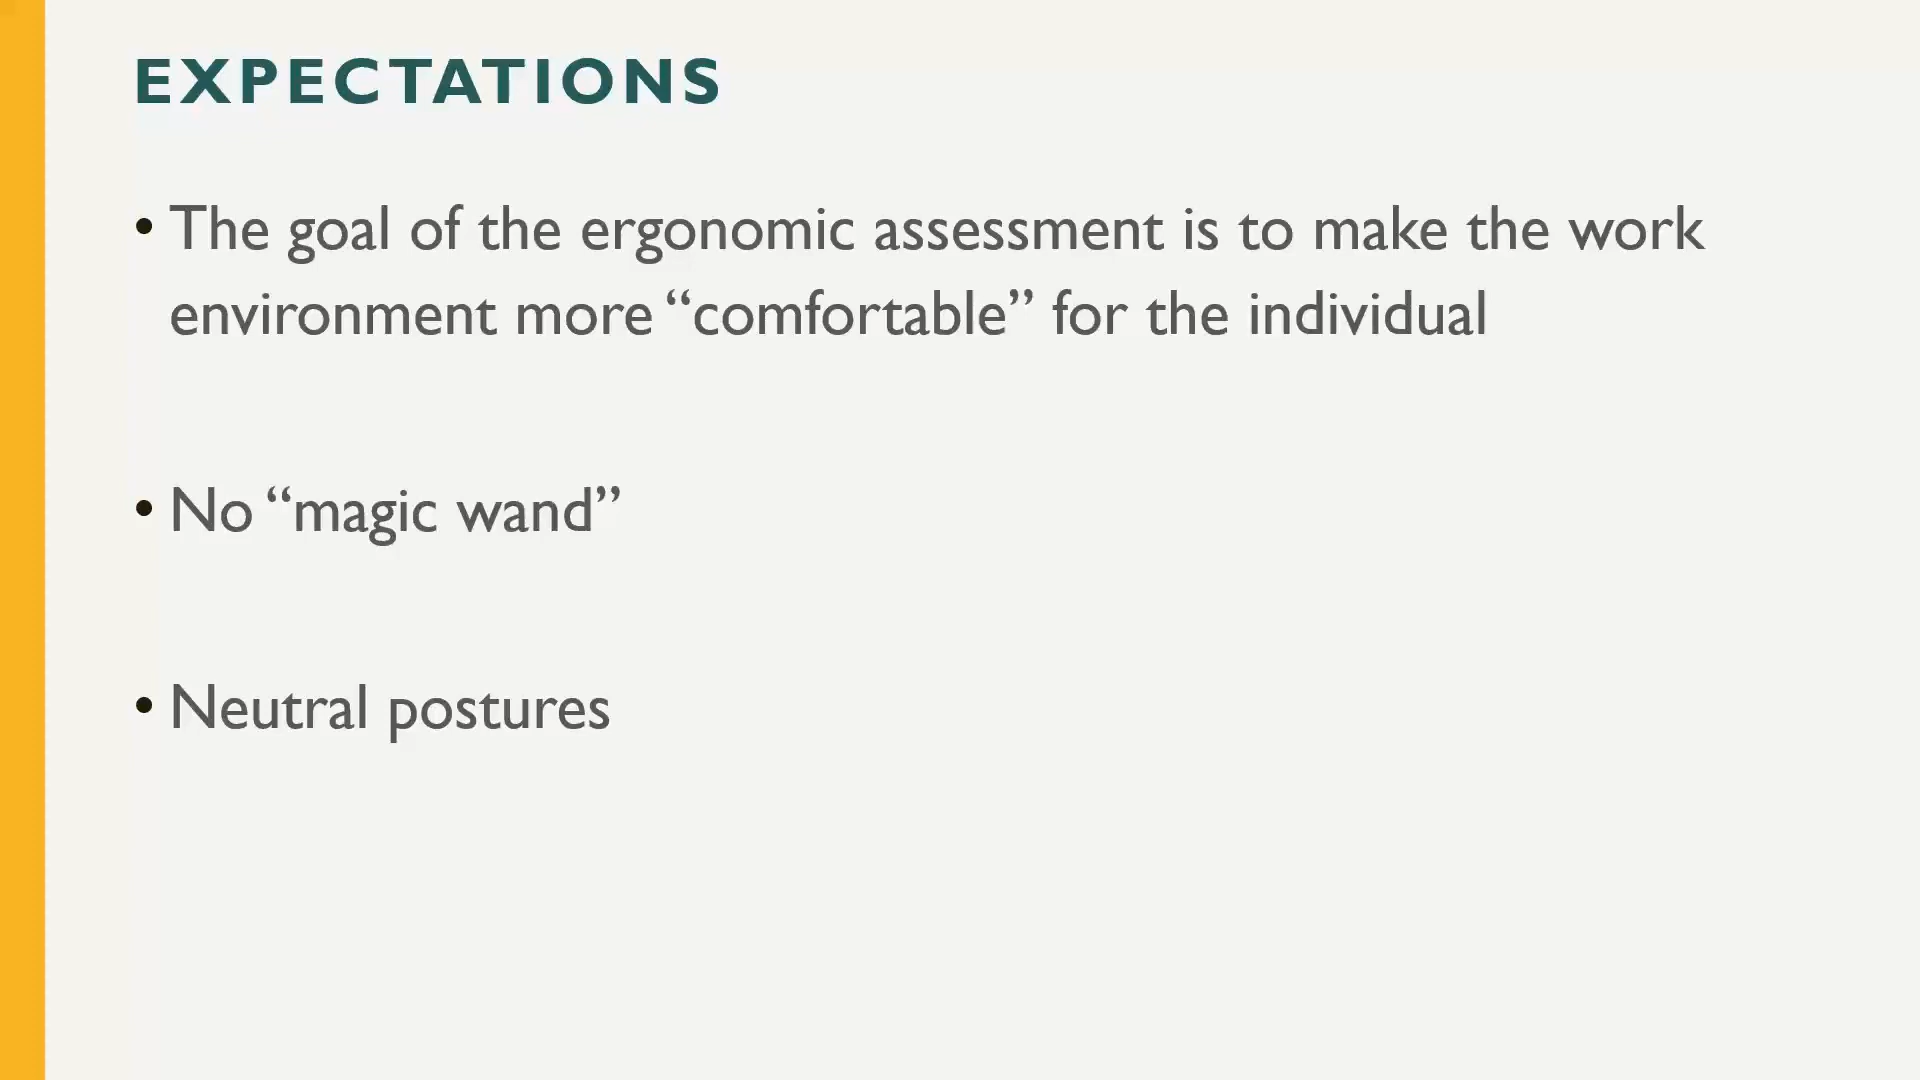 EXPECTATIONS
• The goal of the ergonomic assessment is to make the work
environment more “comfortable” for the individual
• No “magic wand”
• Neutral postures